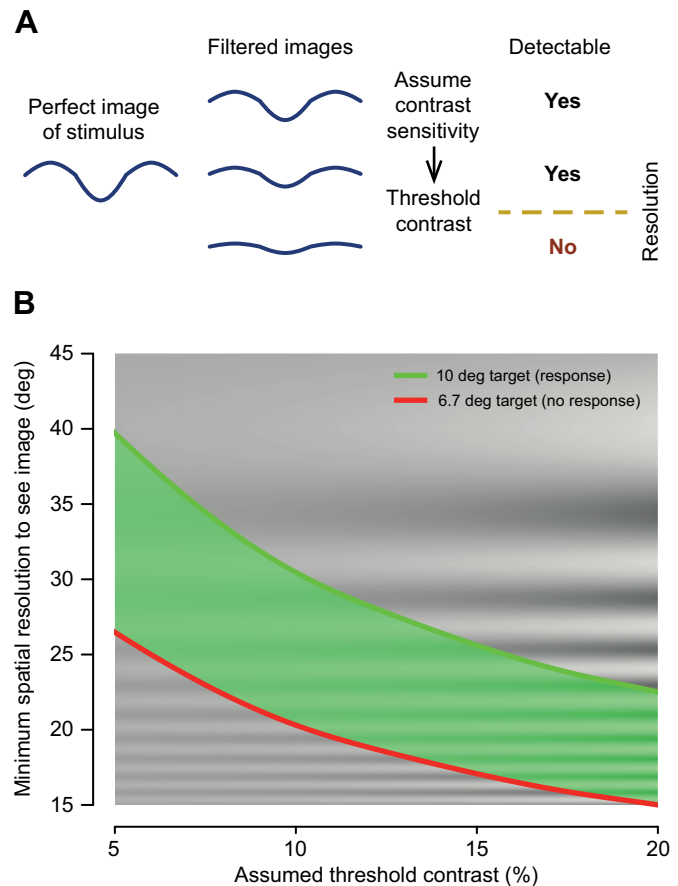 A
Filtered images
Detectable
Perfect image
of stimulus
Assume
contrast
sensitivity
Threshold
contrast
Yes
Yes
No
Resolution
B
Minimum spatial resolution to see image (deg)
45
40
35
30
25
20
15
10 deg target (response)
6.7 deg target (no response)
5
10
15
20
Assumed threshold contrast (%)